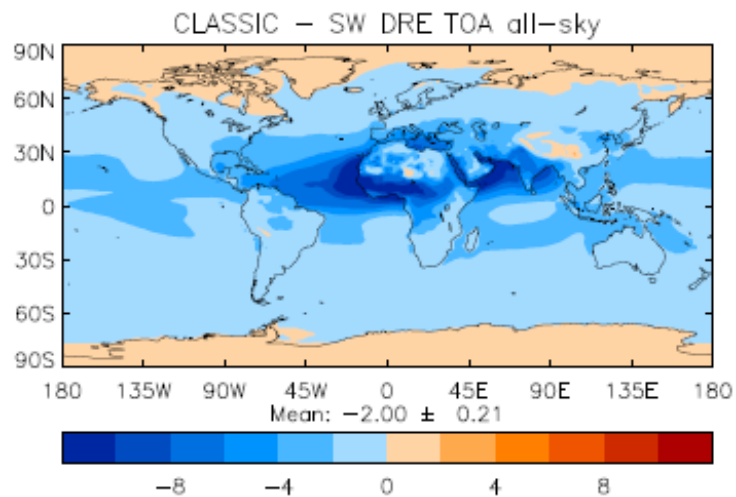 CLASSIC − SW DRE TOA all−sky
90N
60N
30N
0
30S
60S
90S
180 135W 90W 45W 0 45E 90E 135E 180
Mean: −2.00 ± 0.21
−8 −4 0 4 8